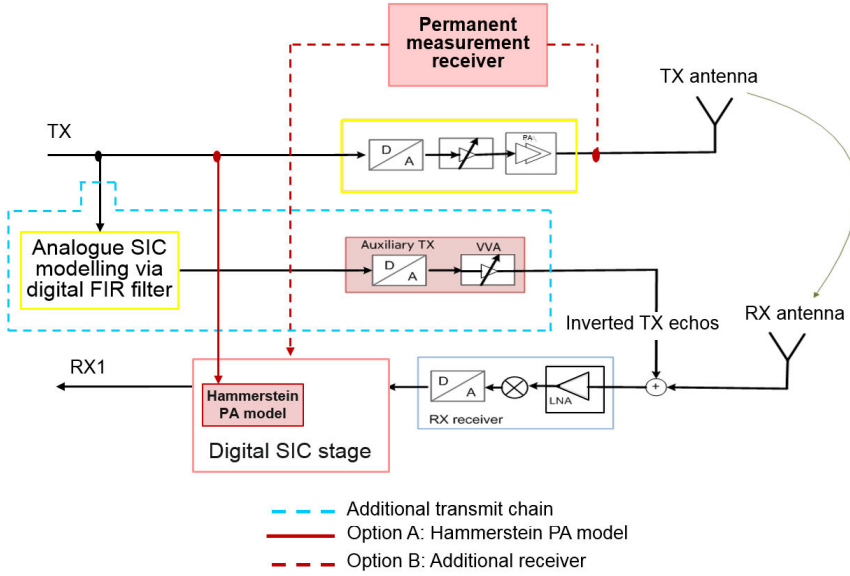 Permanent
measurement
receiver
TX antenna
TX
D
A
PA
Analogue SIC
modelling via
digital FIR filter
Auxiliary TX
VVA
D
A
Inverted TX echos
RX antenna
RX1
Hammerstein
PA model
Digital SIC stage
D
A
LNA
+
RX receiver
Additional transmit chain
Option A: Hammerstein PA model
Option B: Additional receiver